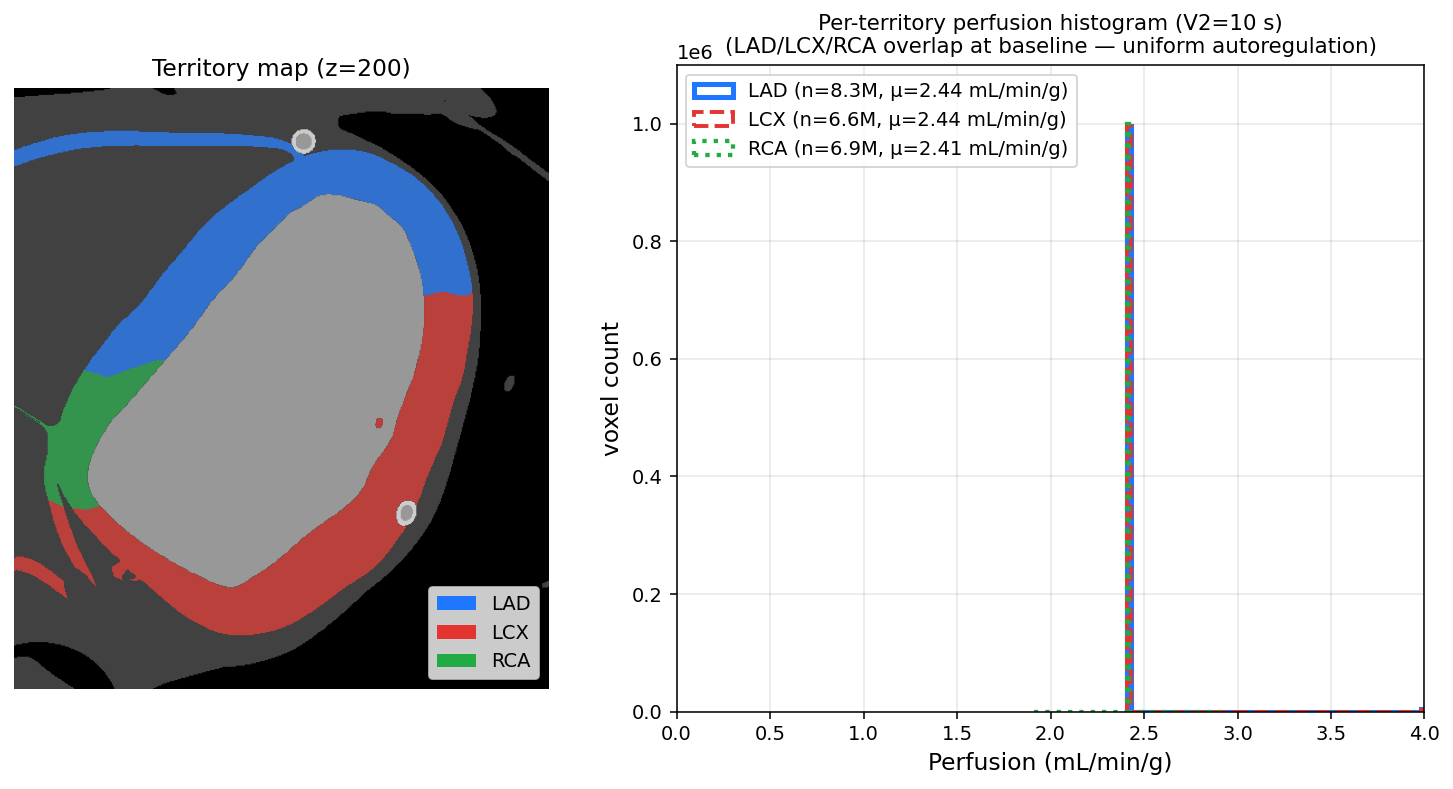 Territory map (z=200)
LAD
LCX
RCA
Per-territory perfusion histogram (V2=10 s)
(LAD/LCX/RCA overlap at baseline — uniform autoregulation)
1e6
LAD (n=8.3M, μ=2.44 mL/min/g)
LCX (n=6.6M, μ=2.44 mL/min/g)
RCA (n=6.9M, μ=2.41 mL/min/g)
voxel count
1.0
0.8
0.6
0.4
0.2
0.0
0.0 0.5 1.0 1.5 2.0 2.5 3.0 3.5 4.0
Perfusion (mL/min/g)